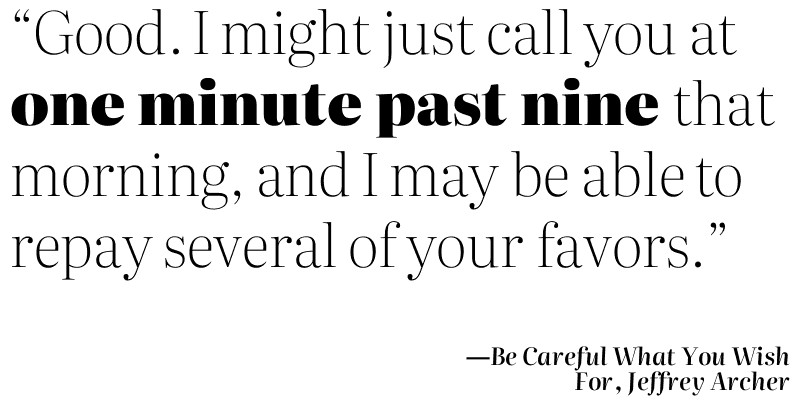 “Good. I might just call you at
one minute past nine that
morning, and I may be able to
repay several of your favors.”
—Be Careful What You Wish
For, Jeffrey Archer